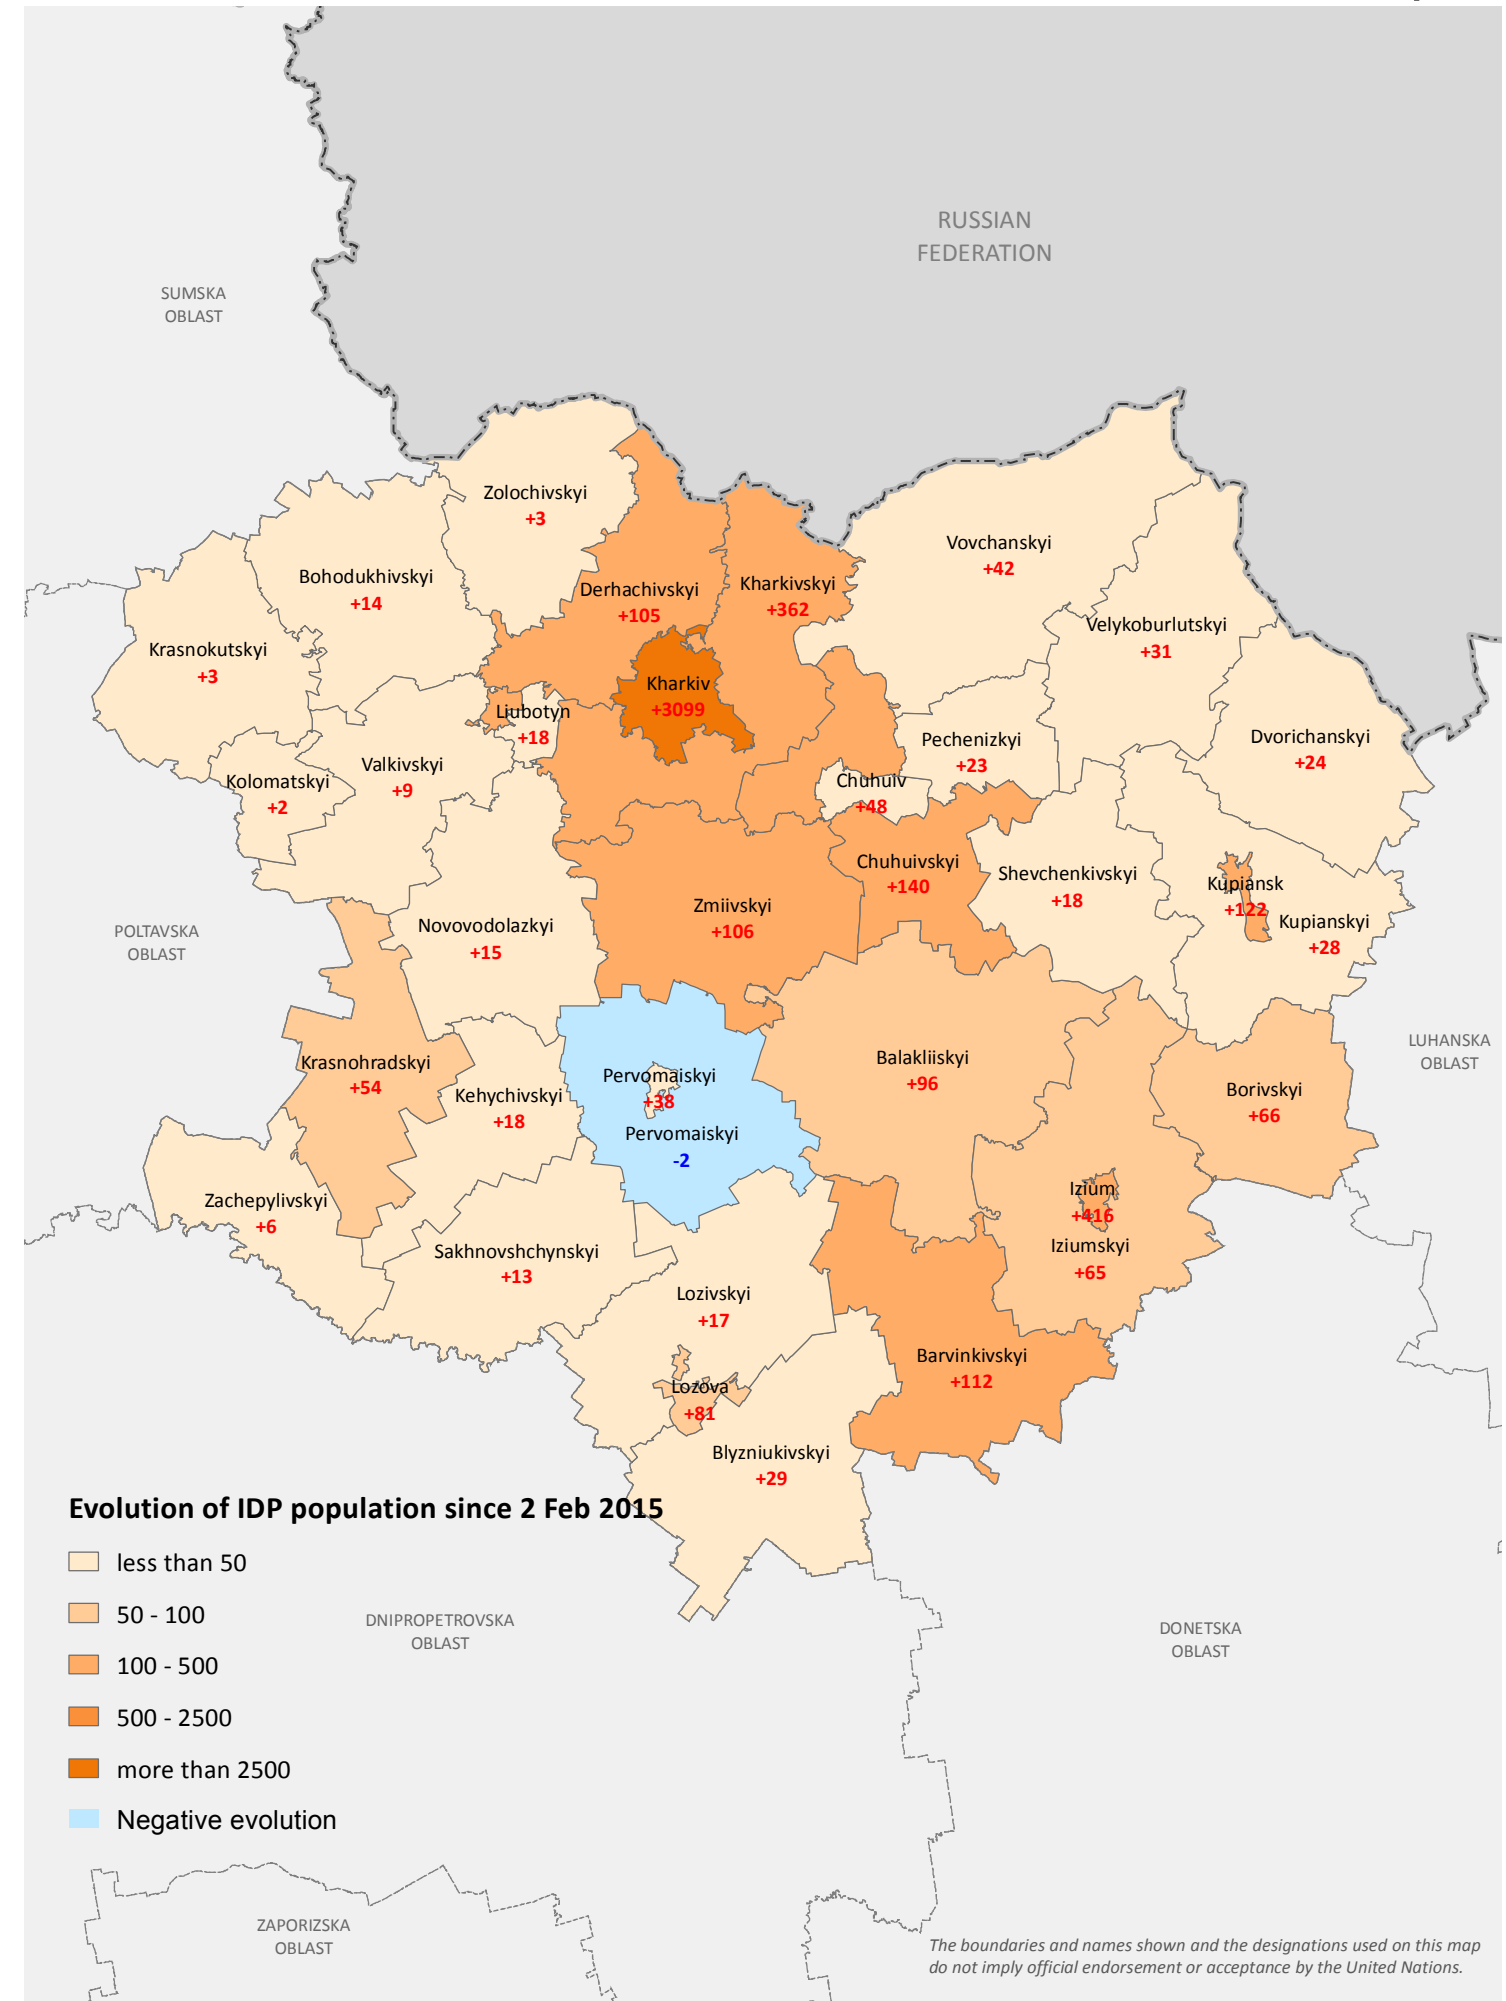 RUSSIAN
FEDERATION
SUMSKA
OBLAST
Zolochivskyi
+3
Vovchanskyi
+42
Bohodukhivskyi
+14
Derhachivskyi
+105
Kharkivskyi
+362
Velykoburlutskyi
+31
Krasnokutskyi
+3
Kharkiv
+3099
Liubotyn
+18
Pechenizkyi
+23
Dvorichanskyi
+24
Kolomatskyi
+2
Valkivskyi
+9
Chuhuiv
+48
Chuhuivskyi
+140
Shevchenkivskyi
+18
Kupiansk
+122
Kupianskyi
+28
Zmiivskyi
+106
Novovodolazkyi
+15
POLTAVSKA
OBLAST
LUHANSKA
OBLAST
Krasnohradskyi
+54
Kehychivskyi
+18
Pervomaiskyi
+38
Pervomaiskyi
-2
Balakliiskyi
+96
Borivskyi
+66
Zachepylivskyi
+6
Izium
+416
Iziumskyi
+65
Sakhnovshchynskyi
+13
Lozivskyi
+17
Barvinkivskyi
+112
Lozova
+81
Blyzniukivskyi
+29
Evolution of IDP population since 2 Feb 2015
less than 50
50 - 100
100 - 500
500 - 2500
more than 2500
Negative evolution
DNIPROPETROVSKA
OBLAST
DONETSKA
OBLAST
ZAPORIZSKA
OBLAST
The boundaries and names shown and the designations used on this map
do not imply official endorsement or acceptance by the United Nations.